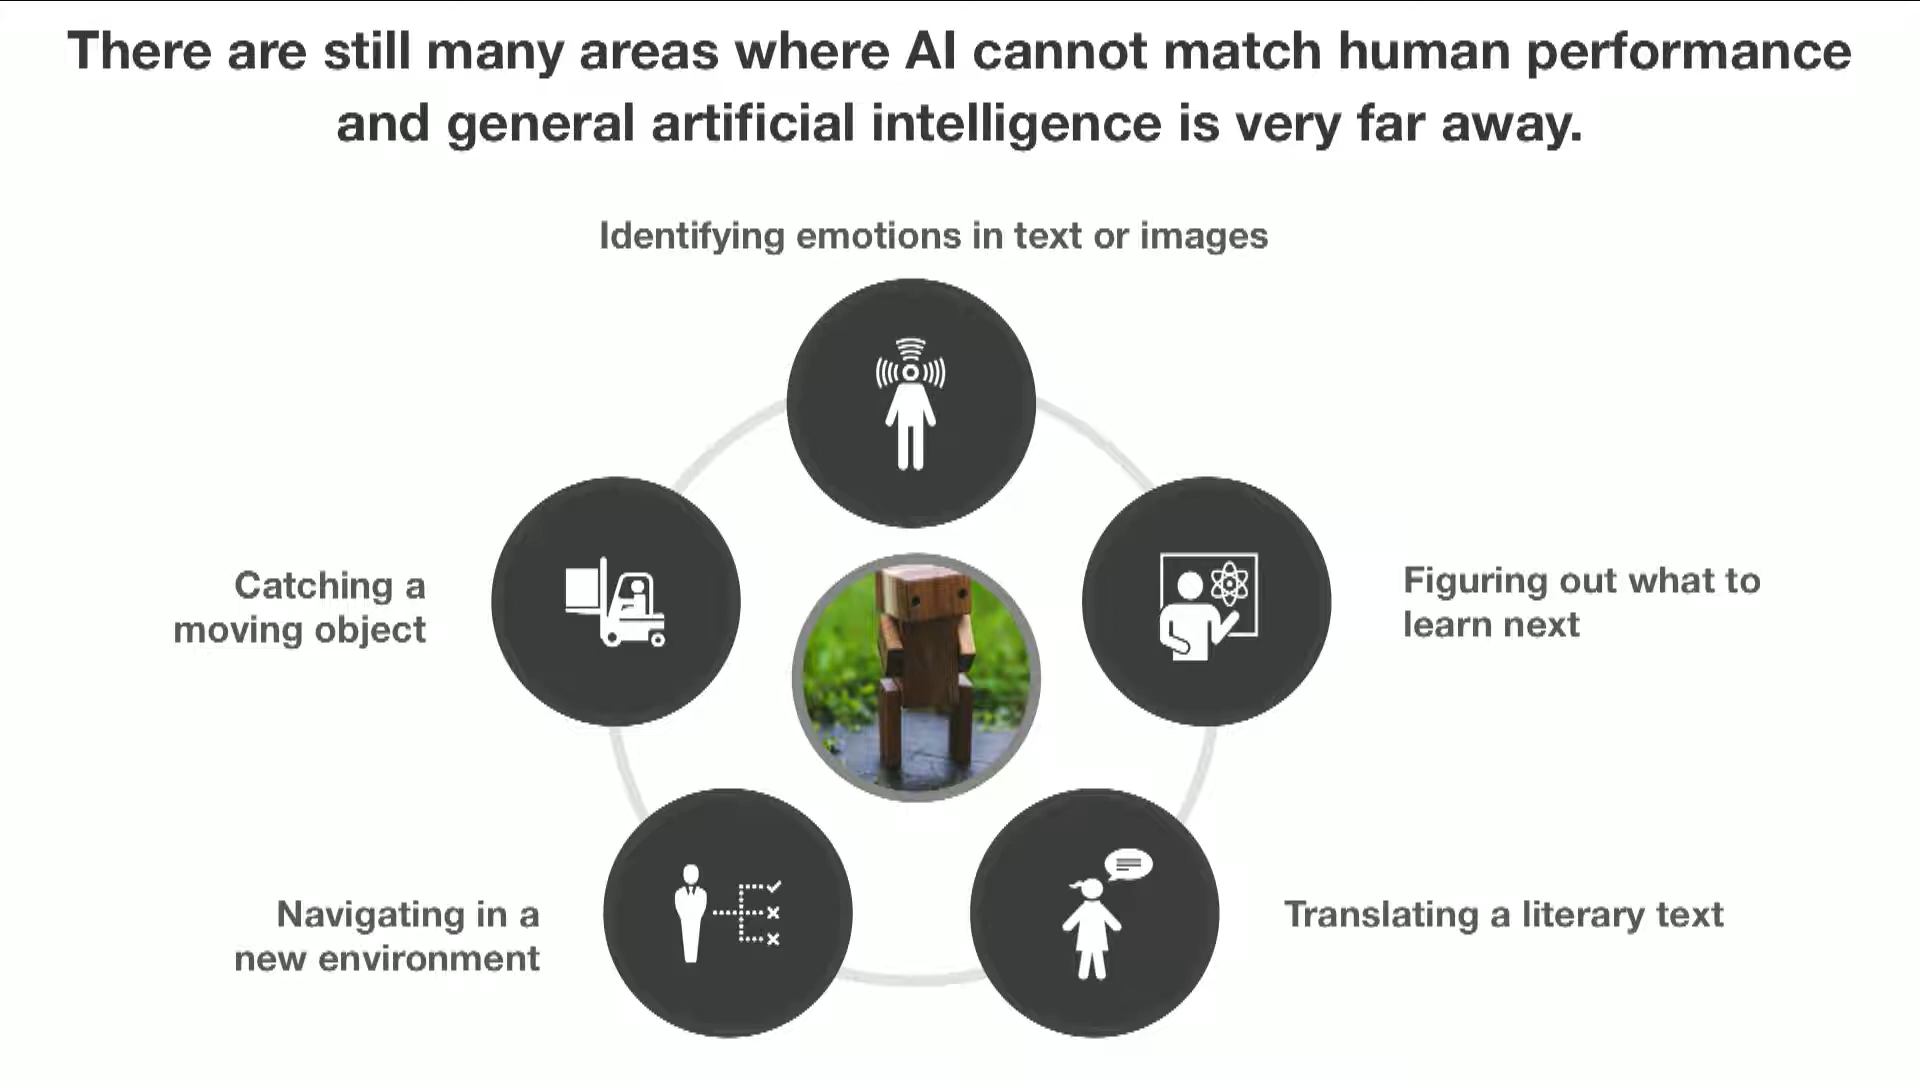 There are still many areas where AI cannot match human performance
and general artificial intelligence is very far away.
Identifying emotions in text or images
Catching a
moving object
Figuring out what to
learn next
Navigating in a
new environment
Translating a literary text